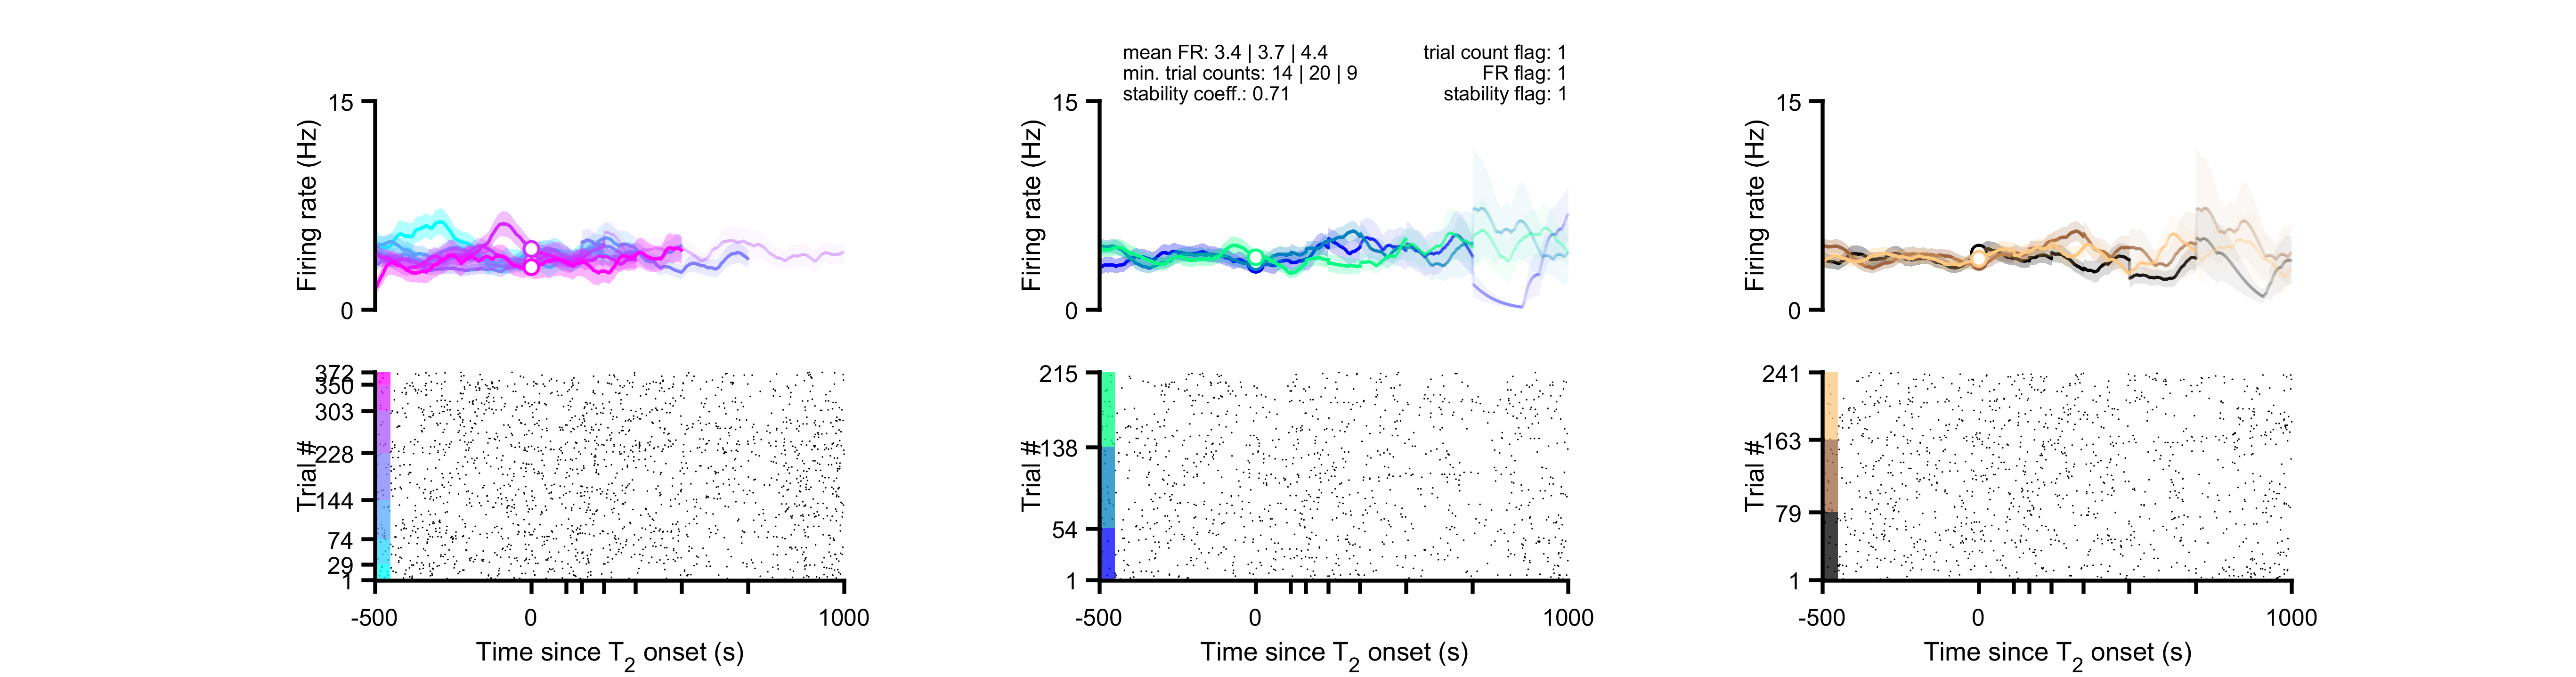 mean FR: 3.4 | 3.7 | 4.4
min. trial counts: 14 | 20 | 9
stability coeff.: 0.71
trial count flag: 1
FR flag: 1
stability flag: 1
15
Firing rate (Hz)
0
15
Firing rate (Hz)
0
15
Firing rate (Hz)
0
372
350
303
228
144
74
29
1
Trial #
-500
0
1000
Time since T2 onset (s)
215
138
54
1
Trial #
-500
0
1000
Time since T2 onset (s)
241
163
79
1
Trial #
-500
0
1000
Time since T2 onset (s)